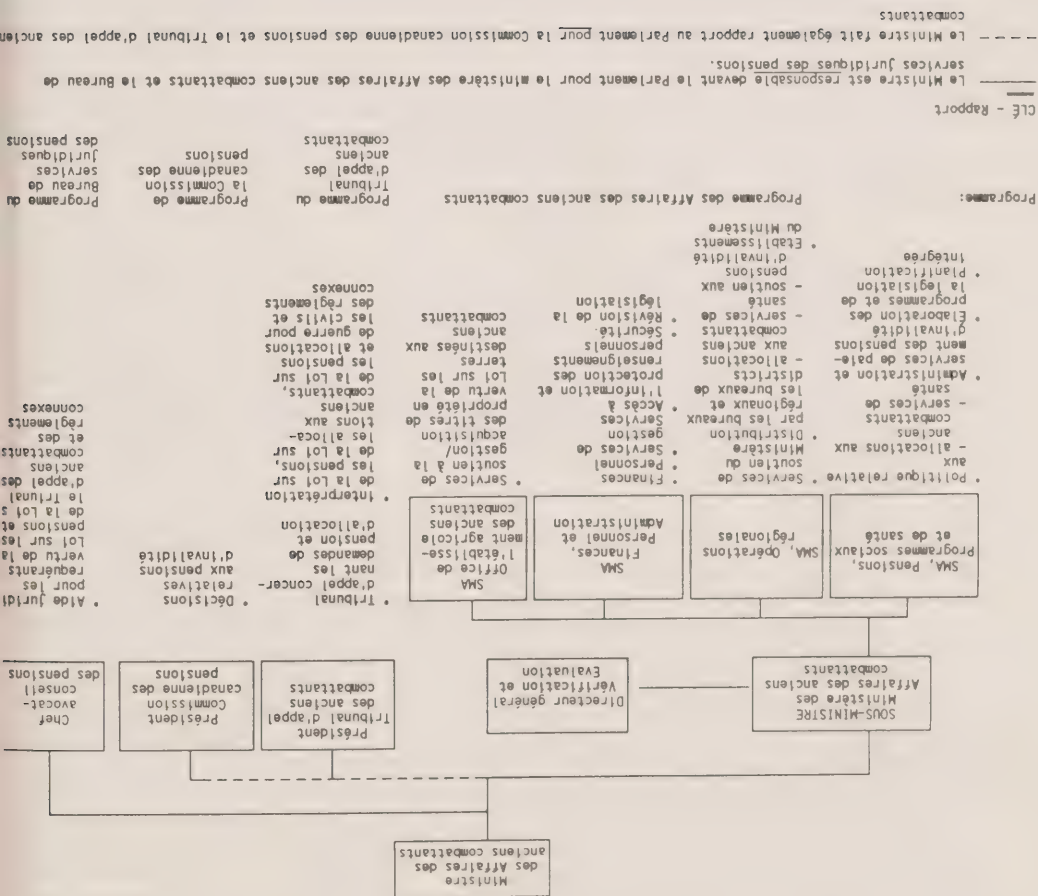 Ministre
des Affaires des
anciens combattants
SOUS-MINISTRE
Ministère des
Affaires des anciens
combattants
Directeur général
Vérification et
Évaluation
Président
Tribunal d'appel
des anciens
combattants
Président
Commission
canadienne des
pensions
Chef
avocat-
conseil
des pensions
SMA, Pensions,
Programmes sociaux
et de santé
SMA, Opérations
régionales
SMA
Finances,
Personnel et
Administration
SMA
Office de
l'établisse-
ment agricole
des anciens
combattants
• Politique relative
aux
- allocations aux
anciens
combattants
- services de
santé
• Administration et
services de paie-
ment des pensions
d'invalidité
• Élaboration des
programmes et de
la législation
• Planification
intégrée
• Services de
soutien du
Ministère
• Distribution
par les bureaux
régionaux et
les bureaux de
districts
- allocations
aux anciens
combattants
- services de
santé
- soutien aux
pensions
d'invalidité
• Établissements
du Ministère
• Finances
• Personnel
• Services de
gestion
• Services
• Accès à
l'information et
protection des
renseignements
personnels
• Sécurité
• Révision de la
législation
• Services de
soutien à la
gestion/
acquisition
des titres de
propriété en
vertu de la
Loi sur les
terres
destinées aux
anciens
combattants
• Tribunal
d'appel concer-
nant les
demandes de
pension et
d'allocation
• interprétation
de la Loi sur
les pensions,
de la Loi sur
les alloca-
tions aux
anciens
combattants,
de la Loi sur
les pensions
et allocations
de guerre pour
les civils et
des règlements
connexes
• Décisions
relatives
aux pensions
d'invalidité
• Aide juridi
pour les
requérants
vertu de la
Loi sur les
pensions et
de la Loi s
le Tribunal
d'appel des
anciens
combattants
et des
règlements
connexes
Programme:
Programme des Affaires des anciens combattants
Programme du
Tribunal
d'appel des
anciens
combattants
Programme de
la Commission
canadienne des
pensions
Programme du
Bureau de
services
juridiques
des pensions
CLÉ - Rapport
Le Ministre est responsable devant le Parlement pour le ministère des Affaires des anciens combattants et le Bureau de
services juridiques des pensions.
Le Ministre fait également rapport au Parlement pour la Commission canadienne des pensions et le Tribunal d'appel des ancien
combattants